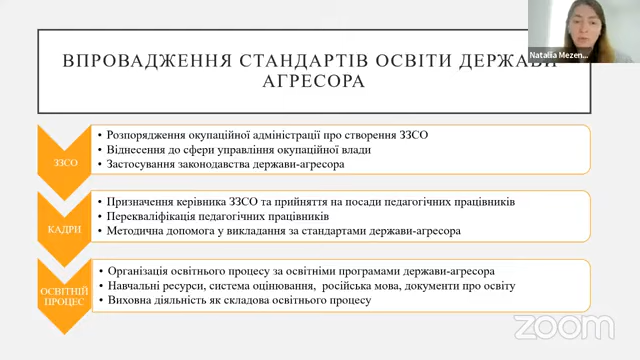 ВПРОВАДЖЕННЯ СТАНДАРТІВ ОСВІТИ ДЕРЖАВИ-
АГРЕСОРА
Natalia Mezen...
ЗЗСО
• Розпорядження окупаційної адміністрації про створення ЗЗСО
• Віднесення до сфери управління окупаційної влади
• Застосування законодавства держави-агресора
КАДРИ
• Призначення керівника ЗЗСО та прийняття на посади педагогічних працівників
• Перекваліфікація педагогічних працівників
• Методична допомога у викладання за стандартами держави-агресора
ОСВІТНІЙ
ПРОЦЕС
• Організація освітнього процесу за освітніми програмами держави-агресора
• Навчальні ресурси, система оцінювання, російська мова, документи про освіту
• Виховна діяльність як складова освітнього процесу
zoom